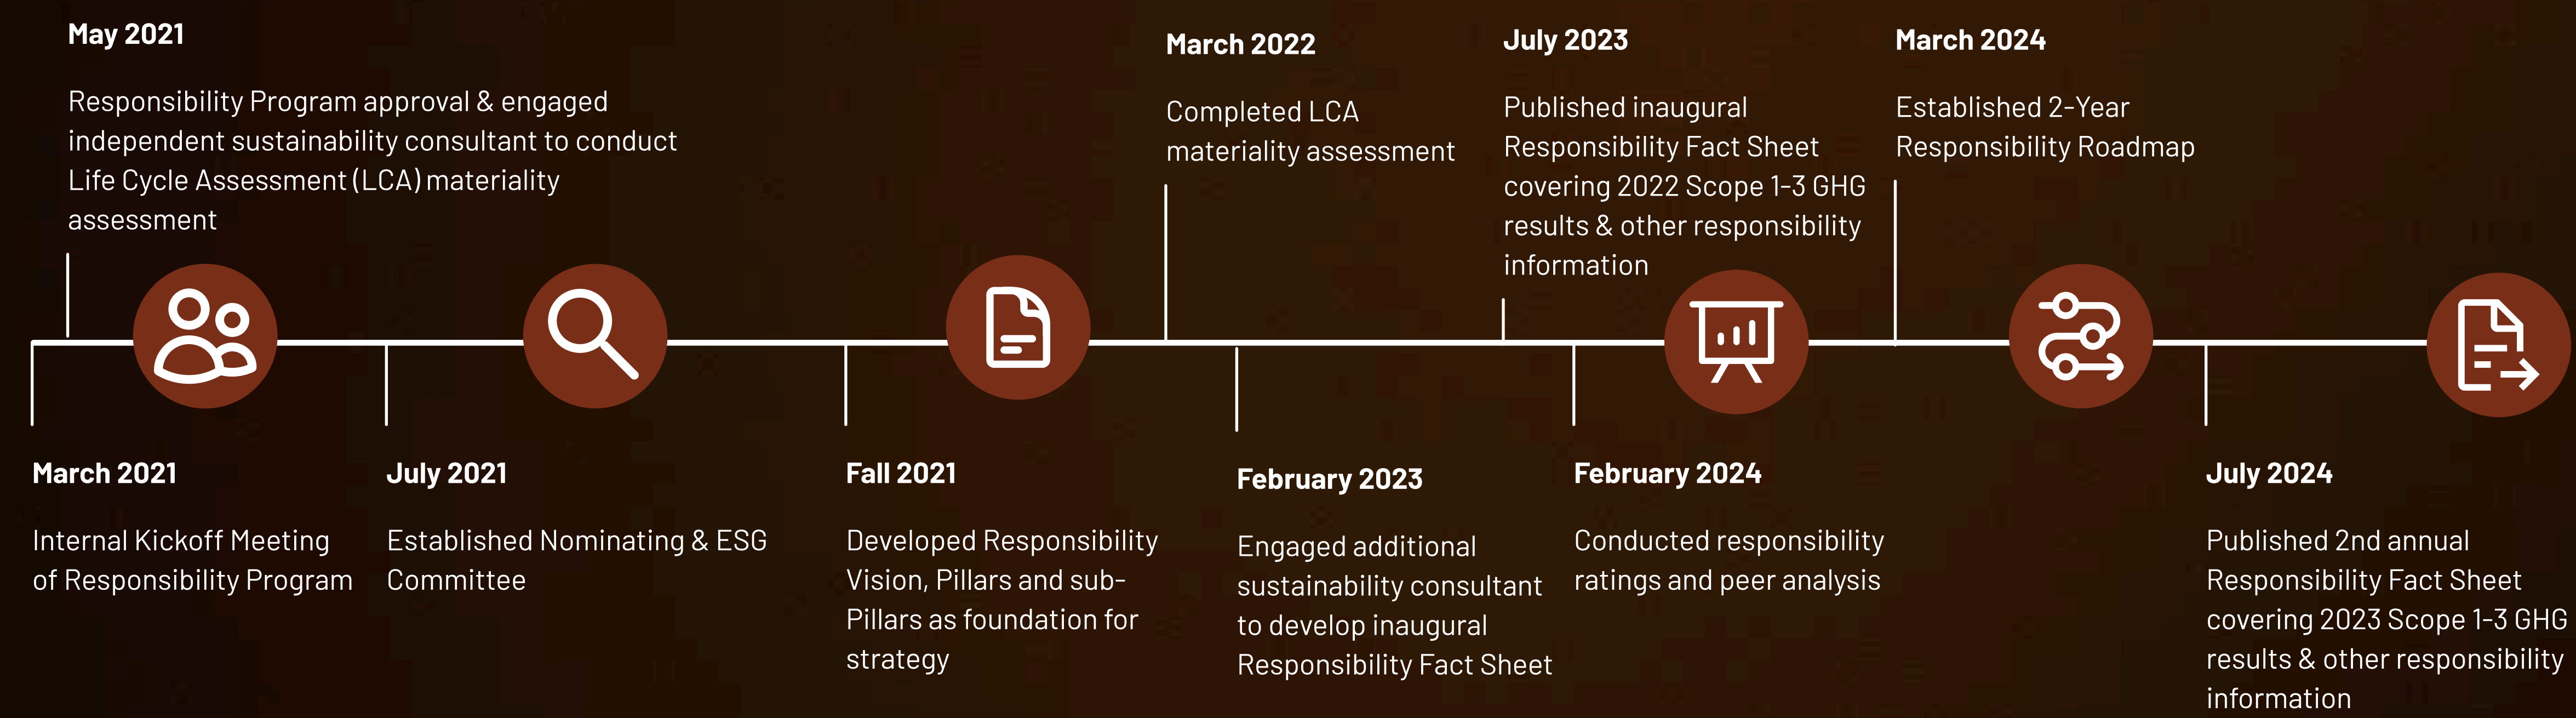 May 2021
Responsibility Program approval & engaged
independent sustainability consultant to conduct
Life Cycle Assessment (LCA) materiality
assessment
March 2022
Completed LCA
materiality assessment
July 2023
Published inaugural
Responsibility Fact Sheet
covering 2022 Scope 1-3 GHG
results & other responsibility
information
March 2024
Established 2-Year
Responsibility Roadmap
March 2021
Internal Kickoff Meeting
of Responsibility Program
July 2021
Established Nominating & ESG
Committee
Fall 2021
Developed Responsibility
Vision, Pillars and sub-
Pillars as foundation for
strategy
February 2023
Engaged additional
sustainability consultant
to develop inaugural
Responsibility Fact Sheet
February 2024
Conducted responsibility
ratings and peer analysis
July 2024
Published 2nd annual
Responsibility Fact Sheet
covering 2023 Scope 1-3 GHG
results & other responsibility
information